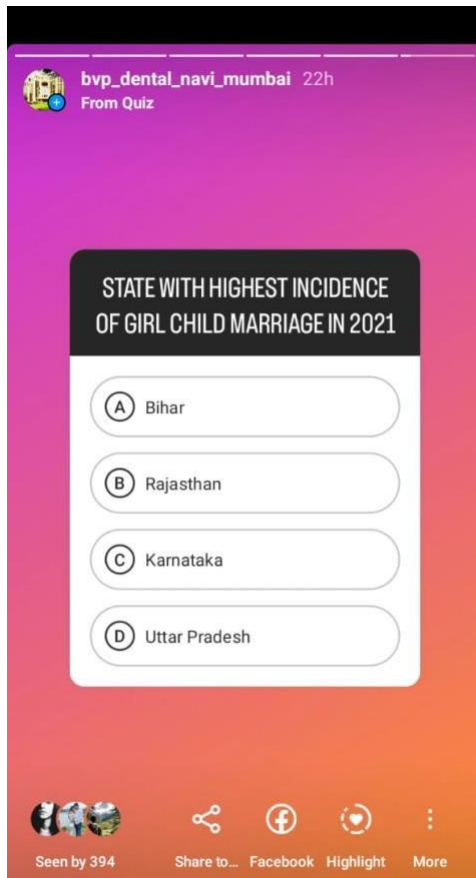 bvp_dental_navi_mumbai 22h
From Quiz
STATE WITH HIGHEST INCIDENCE
OF GIRL CHILD MARRIAGE IN 2021
A Bihar
B Rajasthan
C Karnataka
D Uttar Pradesh
Seen by 394 Share to... Facebook Highlight More